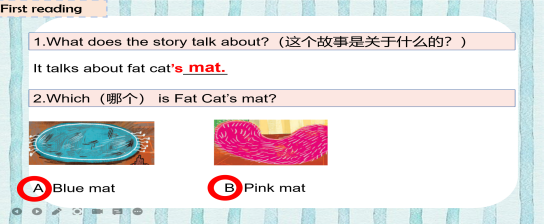 First reading
1.What does the story talk about?（这个故事是关于什么的？）
It talks about fat cat's mat.
2.Which（哪个） is Fat Cat's mat?
A Blue mat
B Pink mat